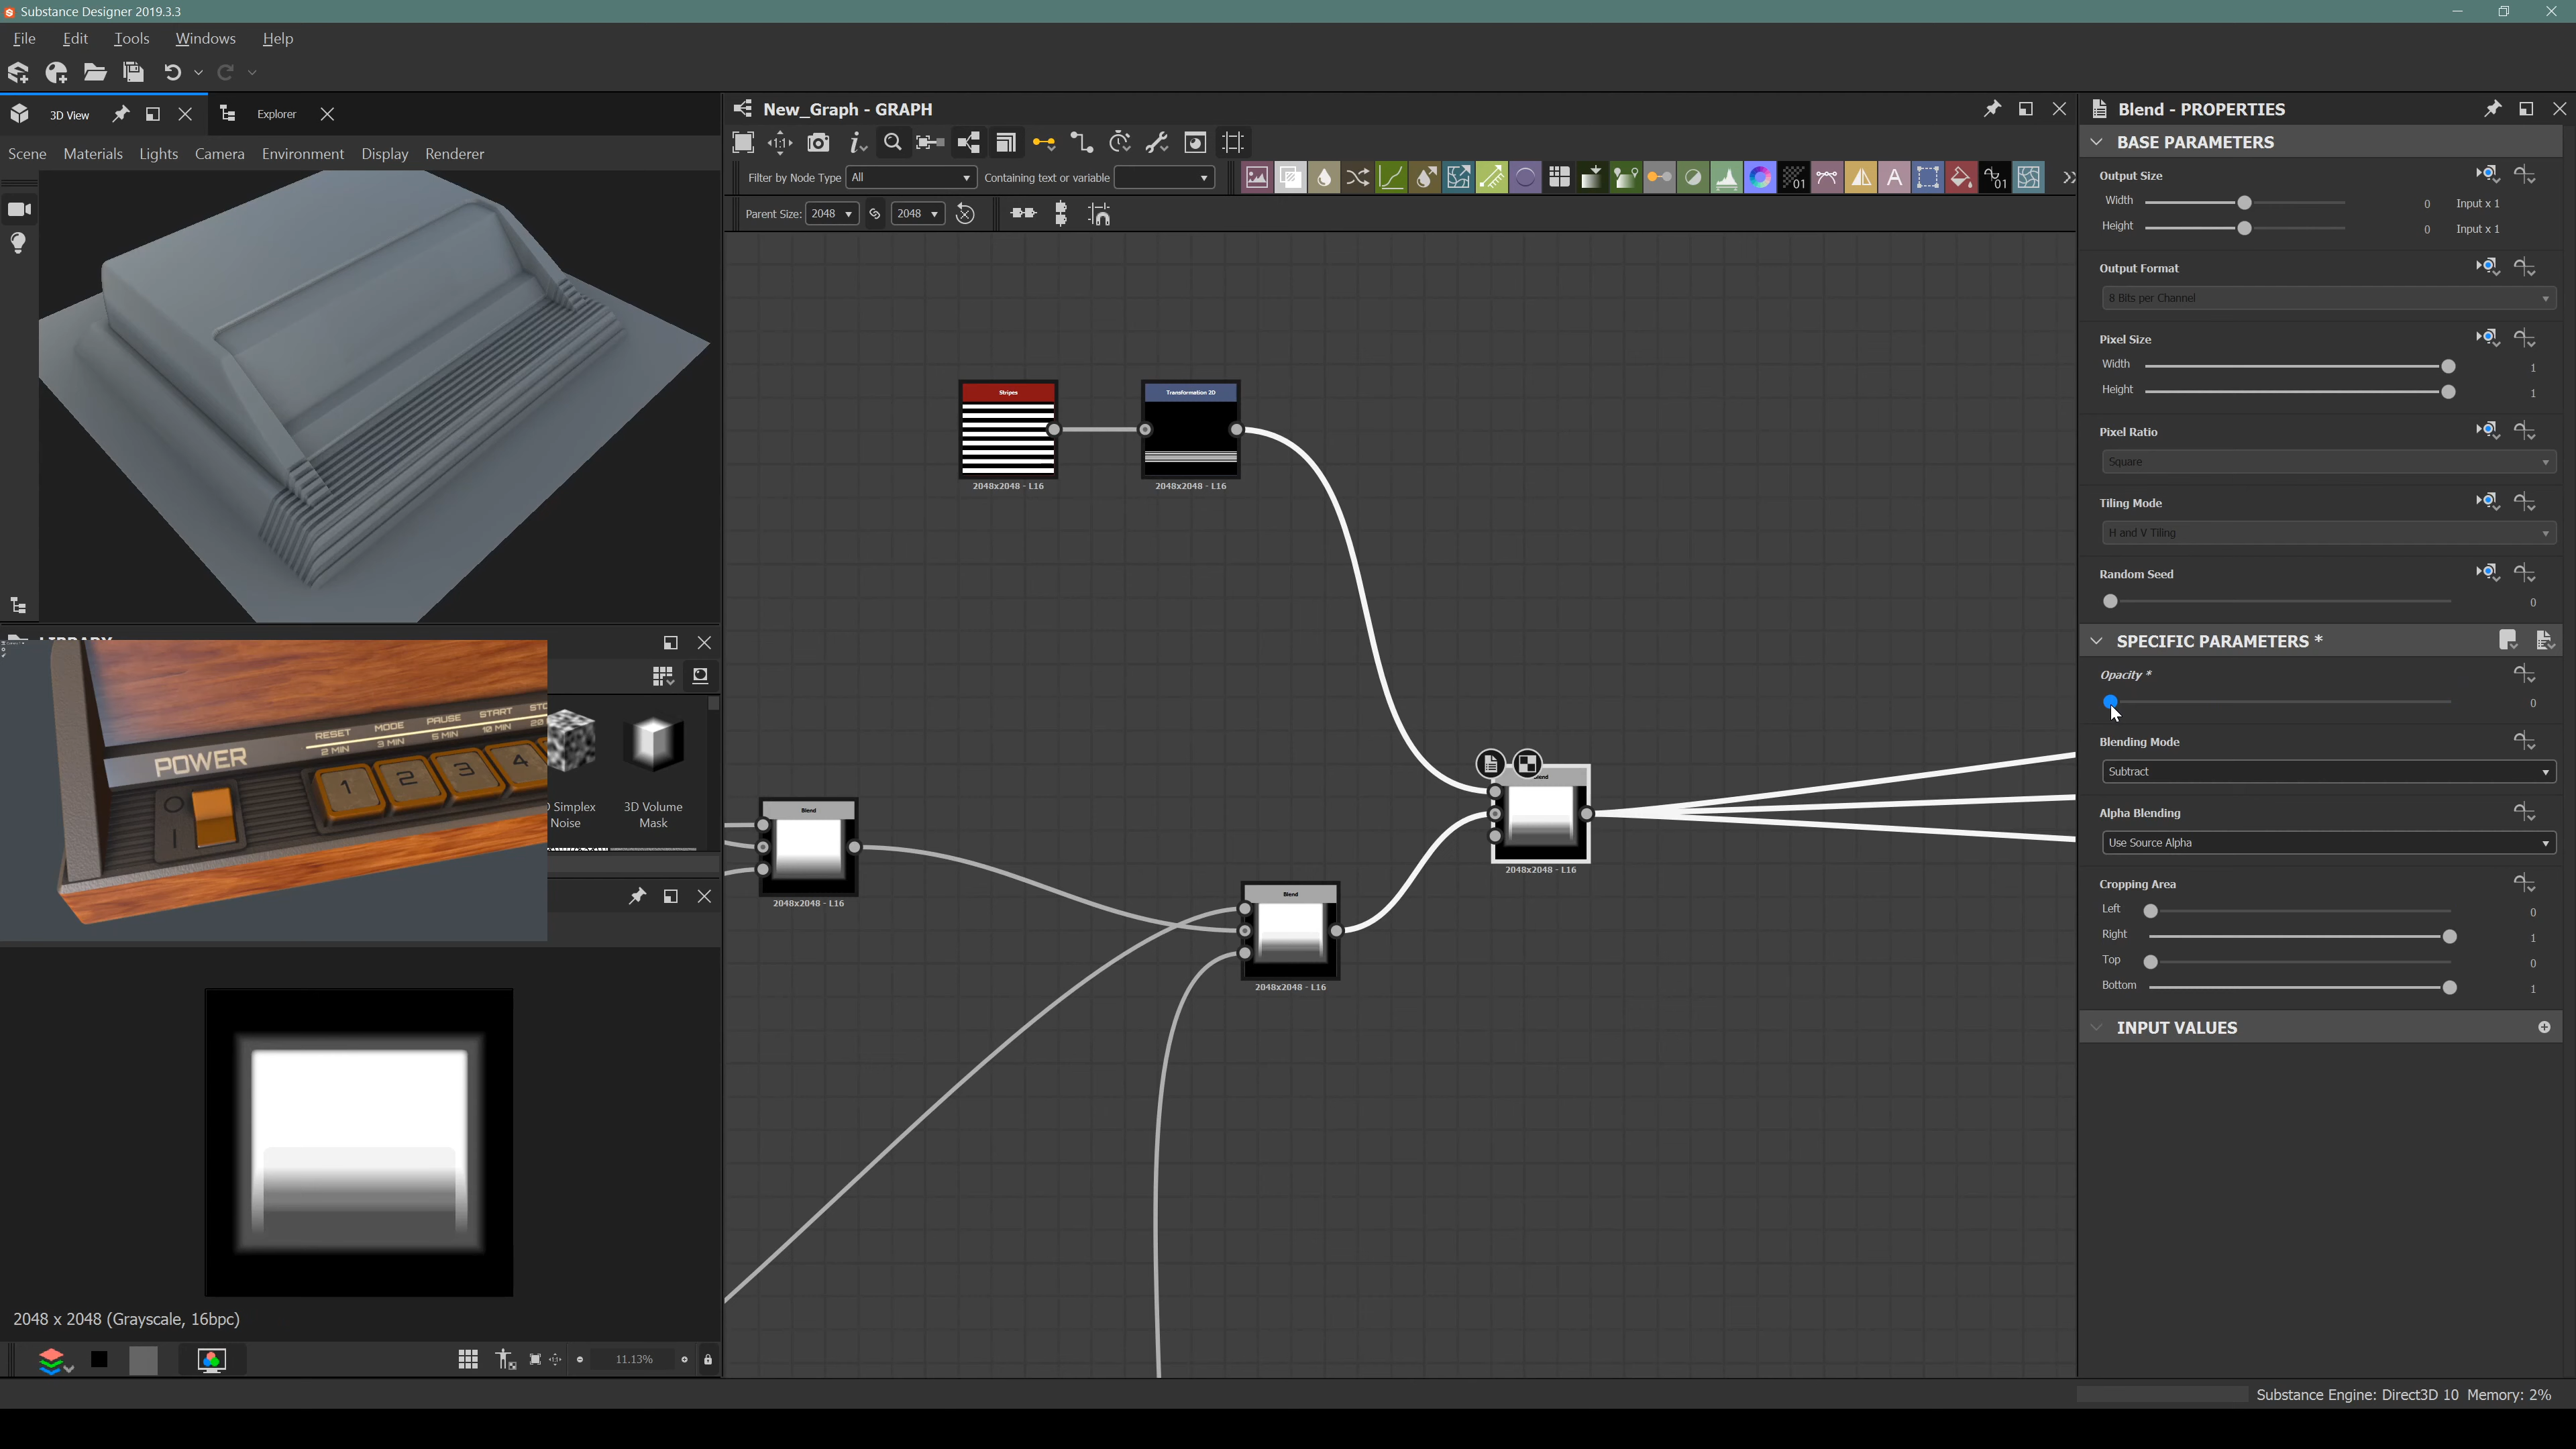 Substance Designer 2019.3.3
File Edit Tools Windows Help
3D View Explorer
New_Graph - GRAPH
Blend - PROPERTIES
Scene Materials Lights Camera Environment Display Renderer
Filter by Node Type All Containing text or variable
Parent Size: 2048 2048
Stripes
2048x2048 - L16
Transformation 2D
2048x2048 - L16
Blend
2048x2048 - L16
Blend
2048x2048 - L16
2048x2048 - L16
LIBRARY
POWER
RESET MODE PAUSE START
2 MIN 3 MIN 5 MIN 10 MIN 20
1 2 3 4
Simplex Noise
3D Volume Mask
2048 x 2048 (Grayscale, 16bpc)
11.13%
BASE PARAMETERS
Output Size
Width 0 Input x 1
Height 0 Input x 1
Output Format
8 Bits per Channel
Pixel Size
Width 1
Height 1
Pixel Ratio
Square
Tiling Mode
H and V Tiling
Random Seed
0
SPECIFIC PARAMETERS *
Opacity *
0
Blending Mode
Subtract
Alpha Blending
Use Source Alpha
Cropping Area
Left 0
Right 1
Top 0
Bottom 1
INPUT VALUES
Substance Engine: Direct3D 10 Memory: 2%